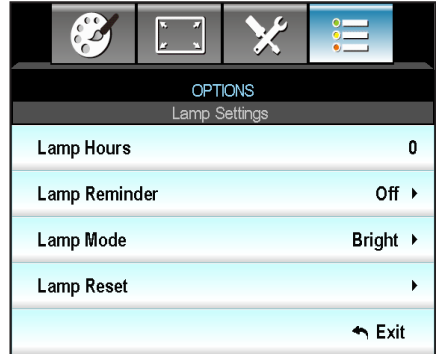 OPTIONS
Lamp Settings
Lamp Hours 0
Lamp Reminder Off
Lamp Mode Bright
Lamp Reset
Exit